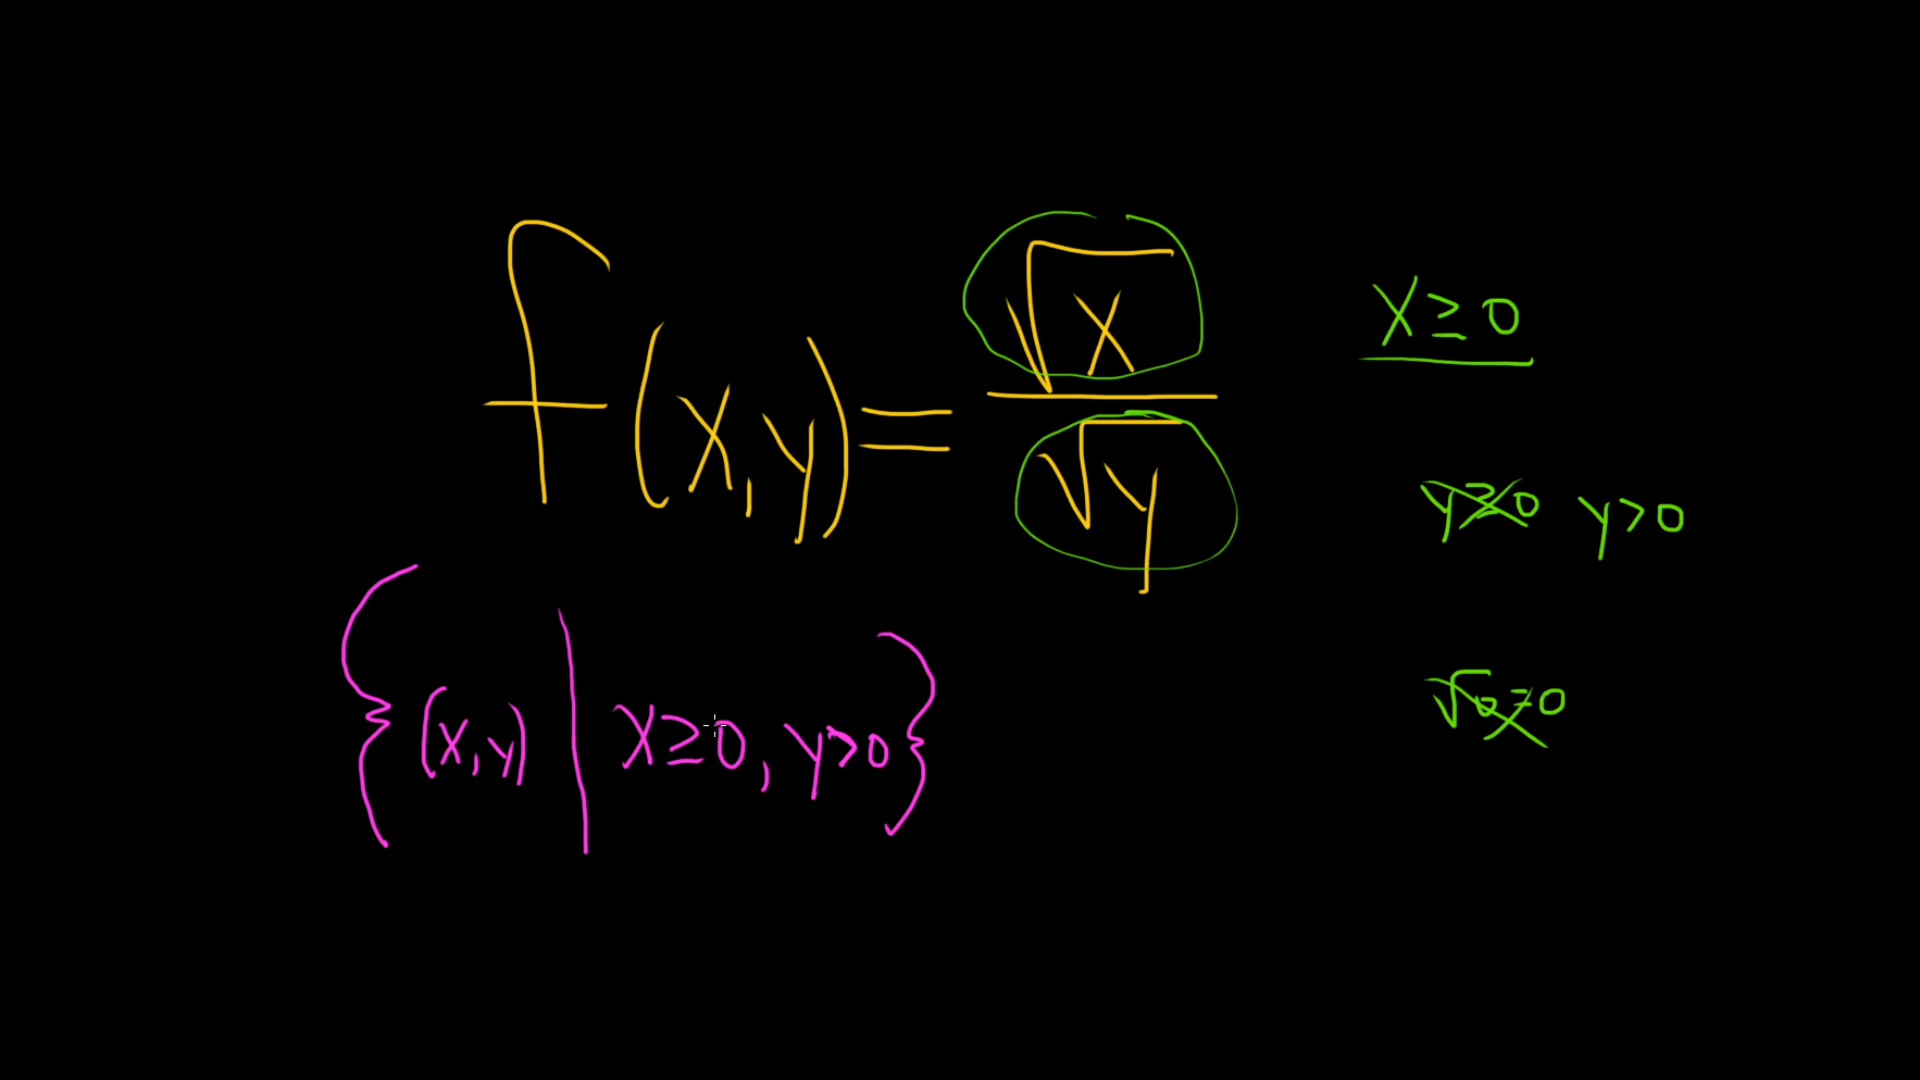 f(x,y)=√x/√y
x≥0
y≥0 y>0
√0=0
{(x,y)|x≥0,y>0}